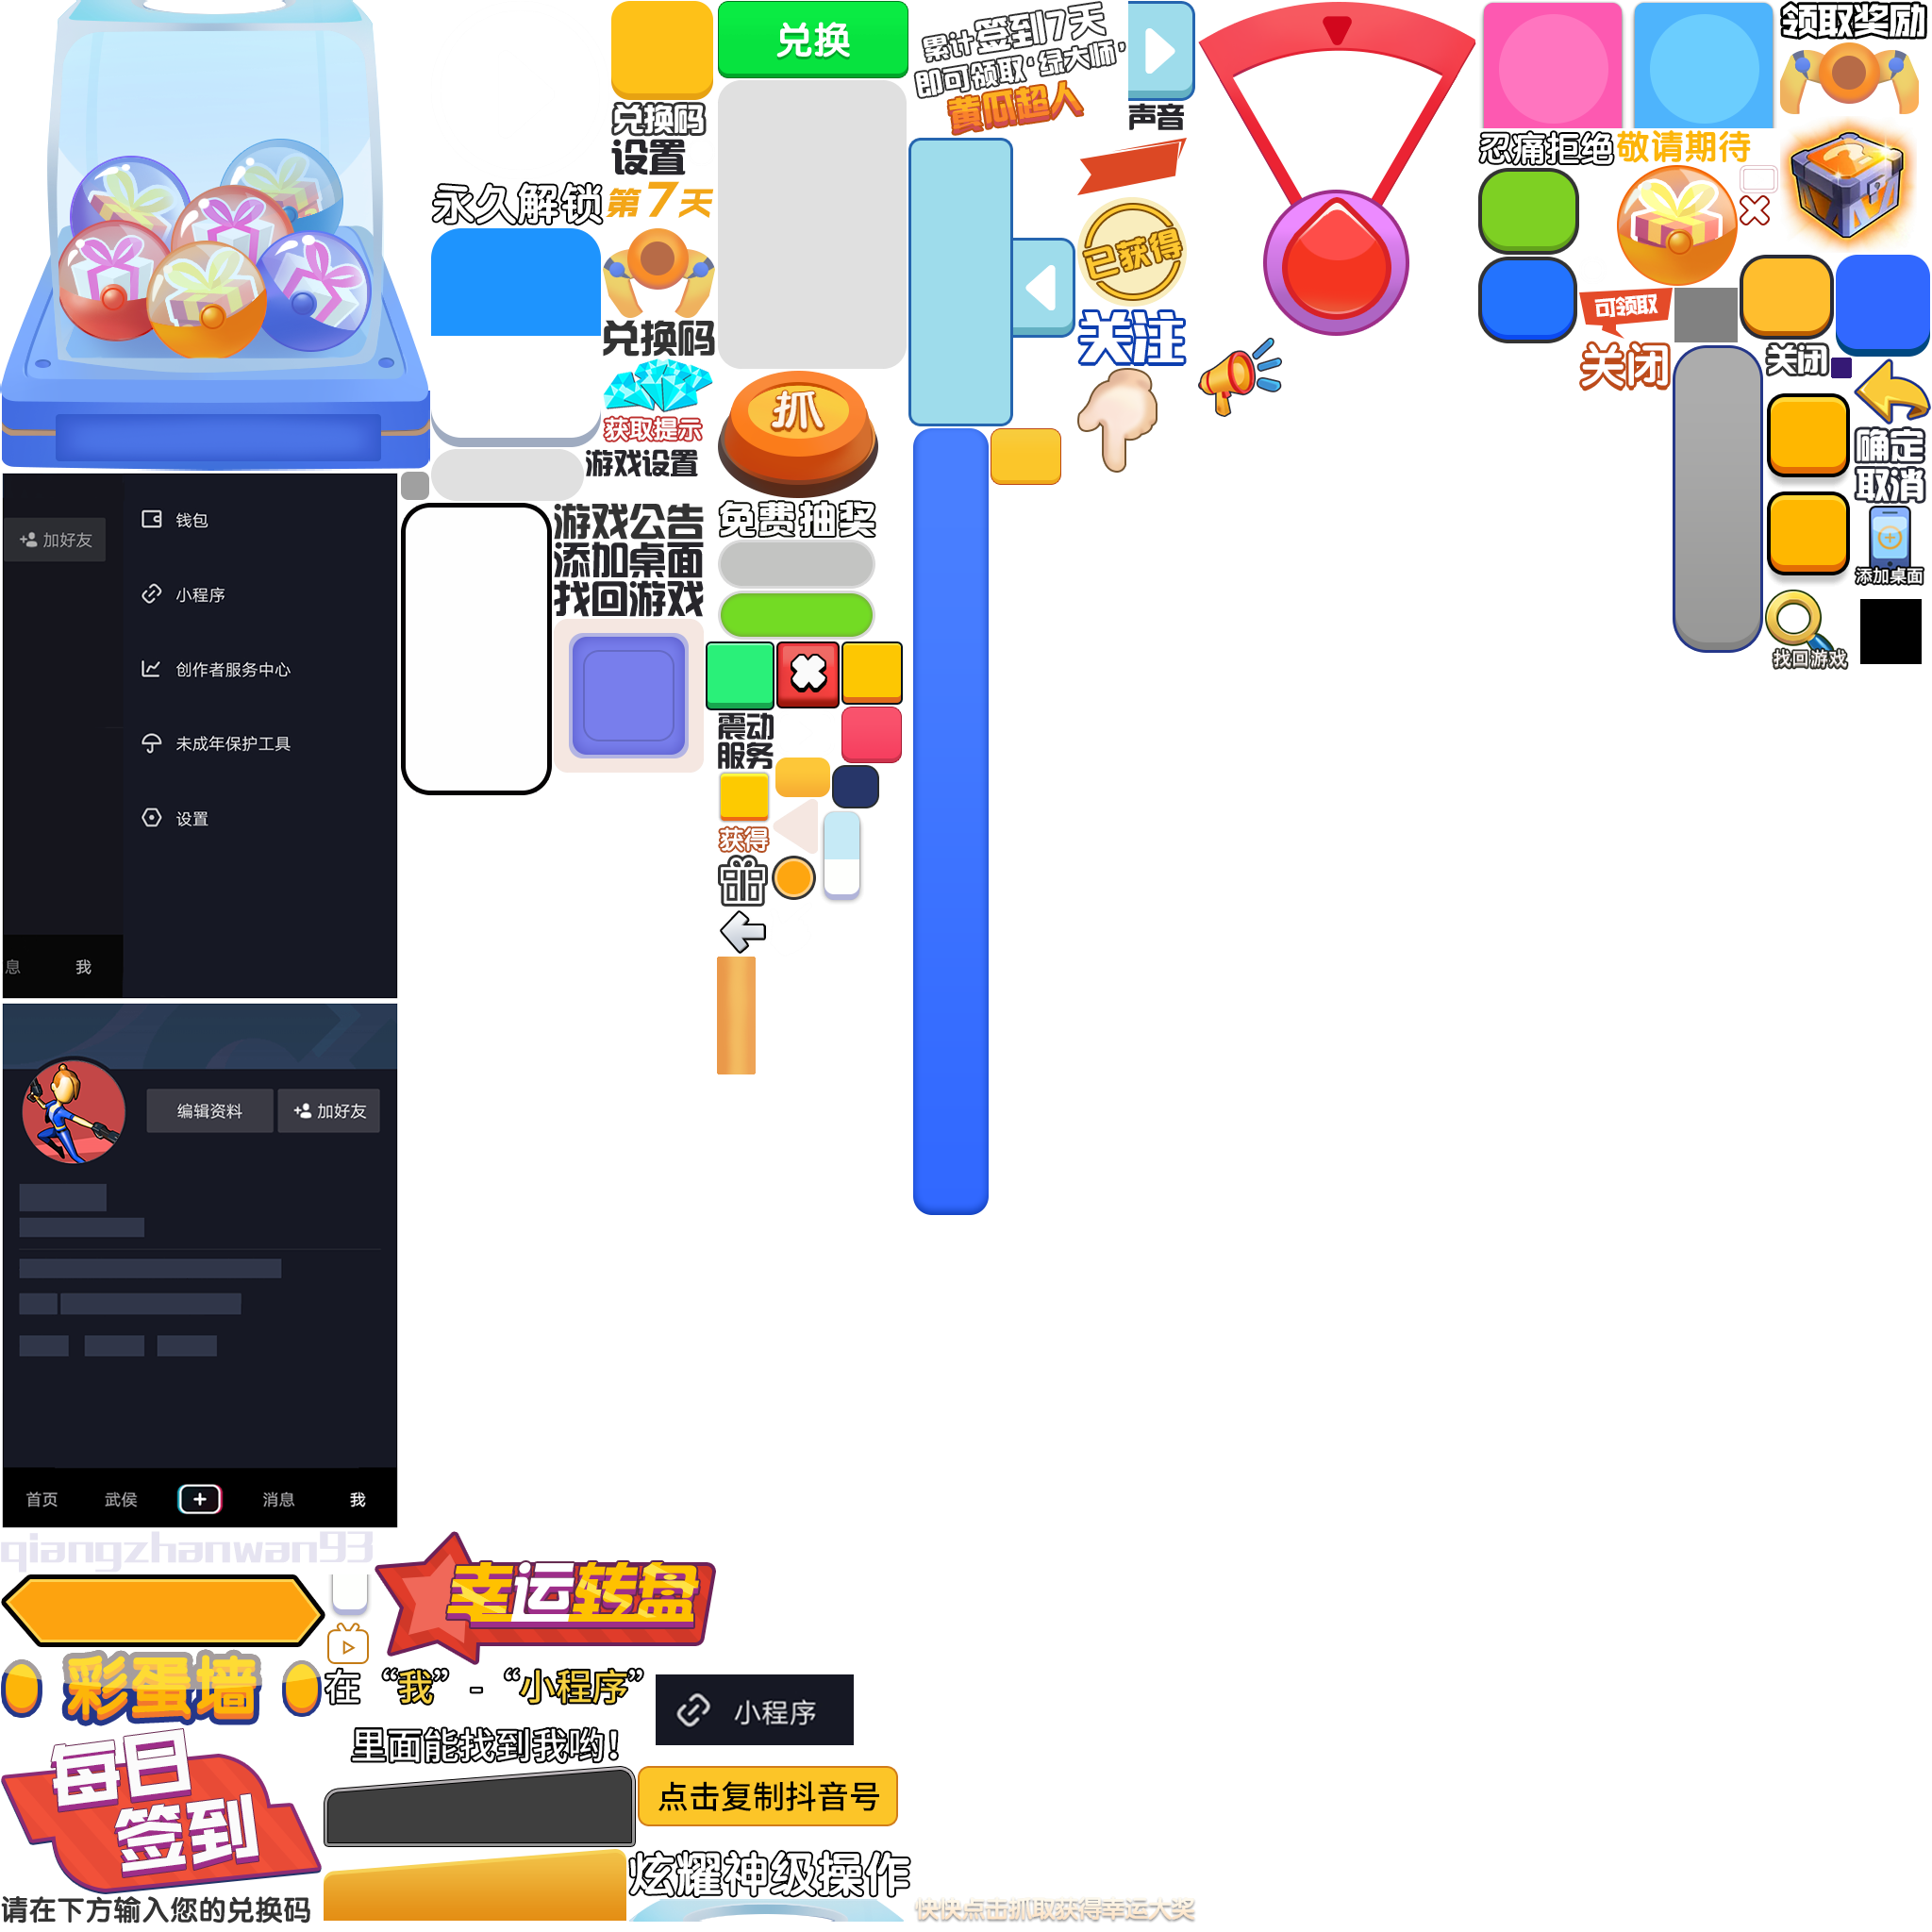 兑换
累计签到7天
即可领取‘绿大师’
黄瓜超人
声音
领取奖励
兑换码
设置
忍痛拒绝
敬请期待
永久解锁
第7天
已获得
可领取
关注
兑换码
关闭
关闭
抓
获取提示
游戏设置
确定
取消
免费抽奖
游戏公告
添加桌面
找回游戏
添加桌面
找回游戏
钱包
加好友
小程序
创作者服务中心
未成年保护工具
设置
息
我
震动
服务
获得
编辑资料
加好友
首页
武侯
消息
我
qiangzhanwan93
幸运转盘
彩蛋墙
在“我”-“小程序”
里面能找到我哟!
小程序
每日
签到
点击复制抖音号
炫耀神级操作
请在下方输入您的兑换码
快快点击抓取获得幸运大奖